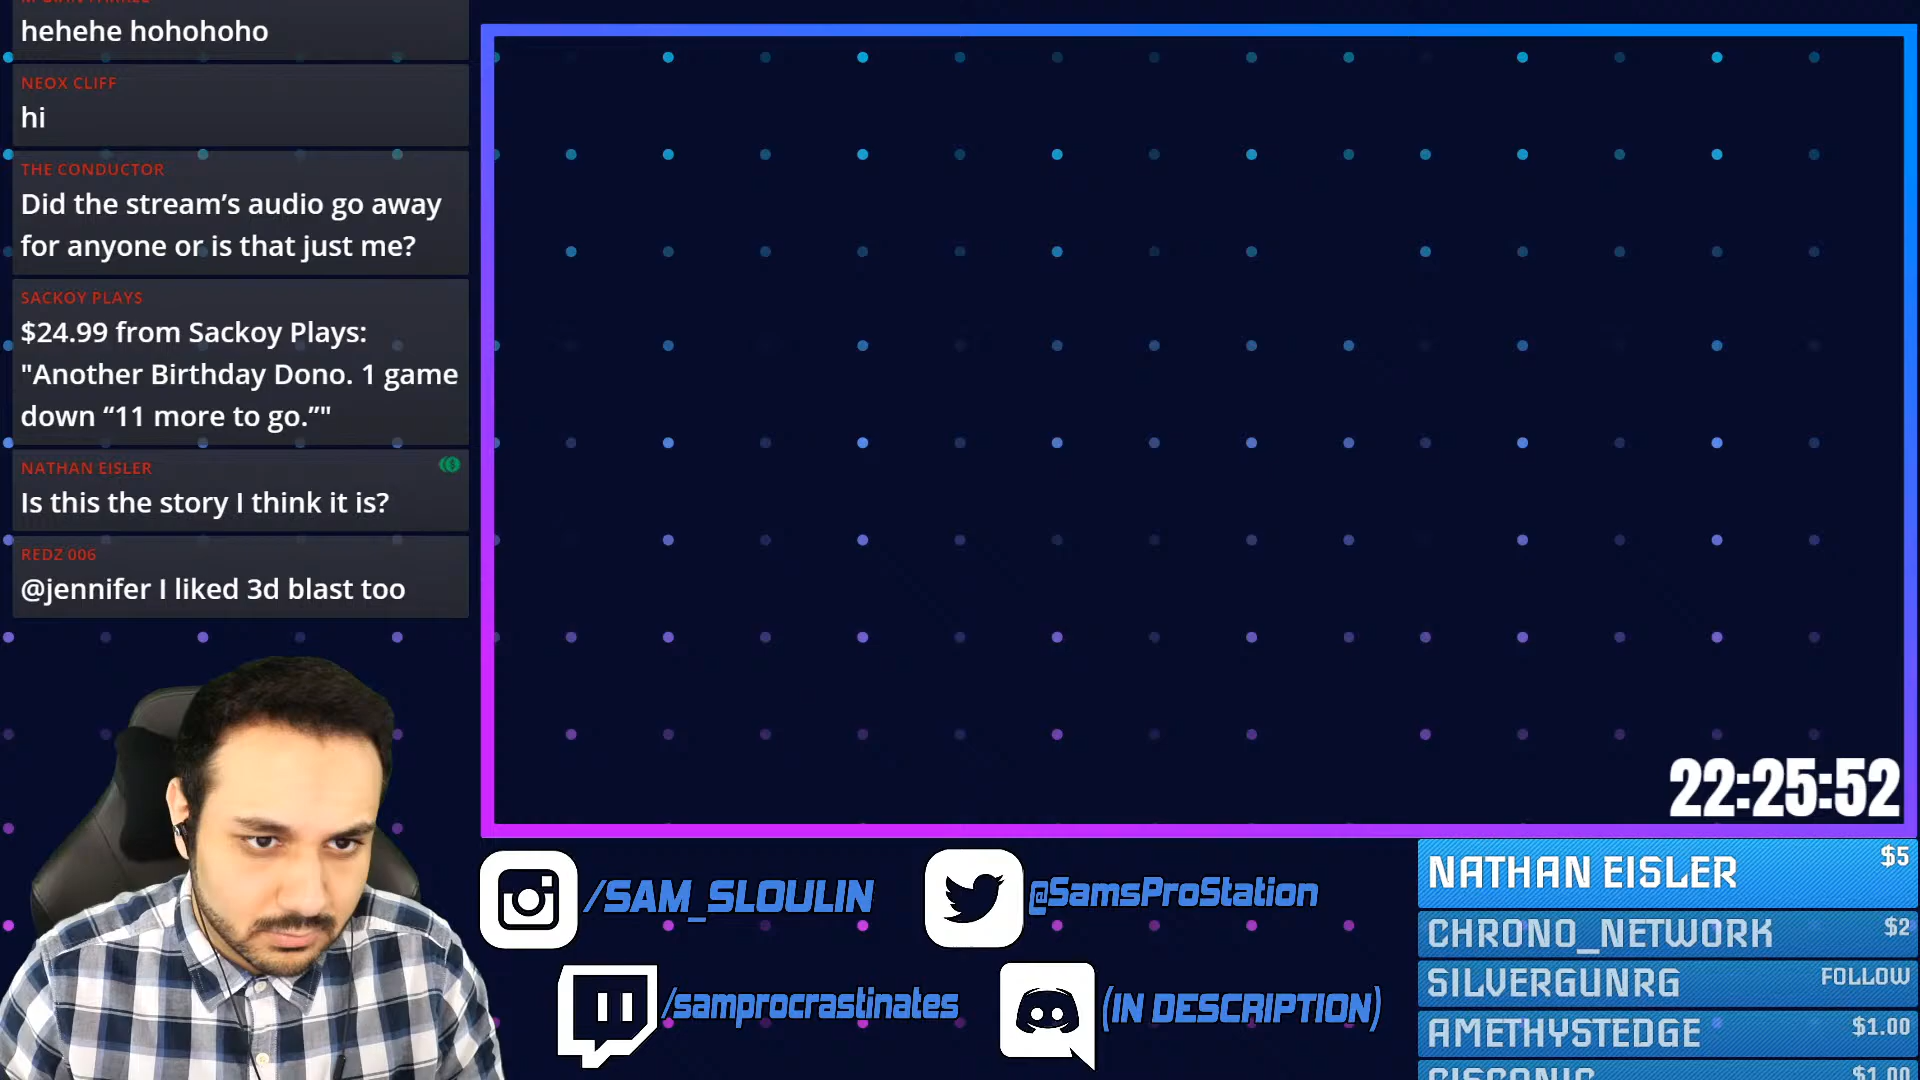 hehehe hohohoho
NEOX CLIFF
hi
THE CONDUCTOR
Did the stream’s audio go away
for anyone or is that just me?
SACKOY PLAYS
$24.99 from Sackoy Plays:
"Another Birthday Dono. 1 game
down “11 more to go.”"
NATHAN EISLER
Is this the story I think it is?
REDZ 006
@jennifer I liked 3d blast too
22:25:52
/SAM_SLOULIN
@SamsProStation
/samprocrastinates
(IN DESCRIPTION)
NATHAN EISLER $5
CHRONO_NETWORK $2
SILVERGUNRG FOLLOW
AMETHYSTEDGE $1.00
$1.00